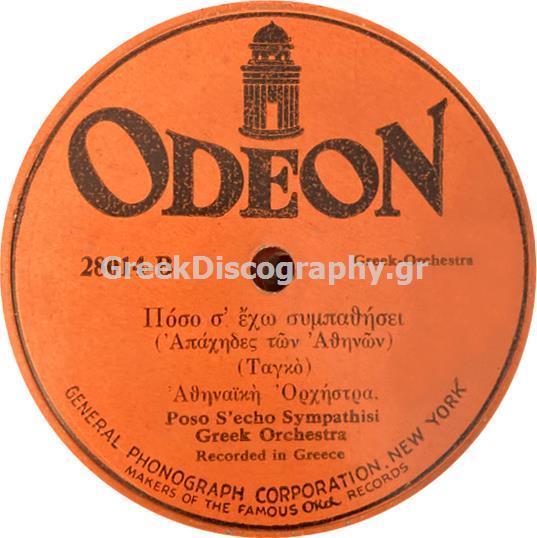 ODEON
GreekDiscography.gr
Greek-Orchestra
Πόσο σ' ἔχω συμπαθήσει
(Ἀπάχηδες τῶν Ἀθηνῶν)
(Ταγκὸ)
Ἀθηναϊκὴ Ὀρχήστρα.
Poso S'echo Sympathisi
Greek Orchestra
Recorded in Greece
GENERAL PHONOGRAPH CORPORATION. NEW YORK
MAKERS OF THE FAMOUS Okeh RECORDS